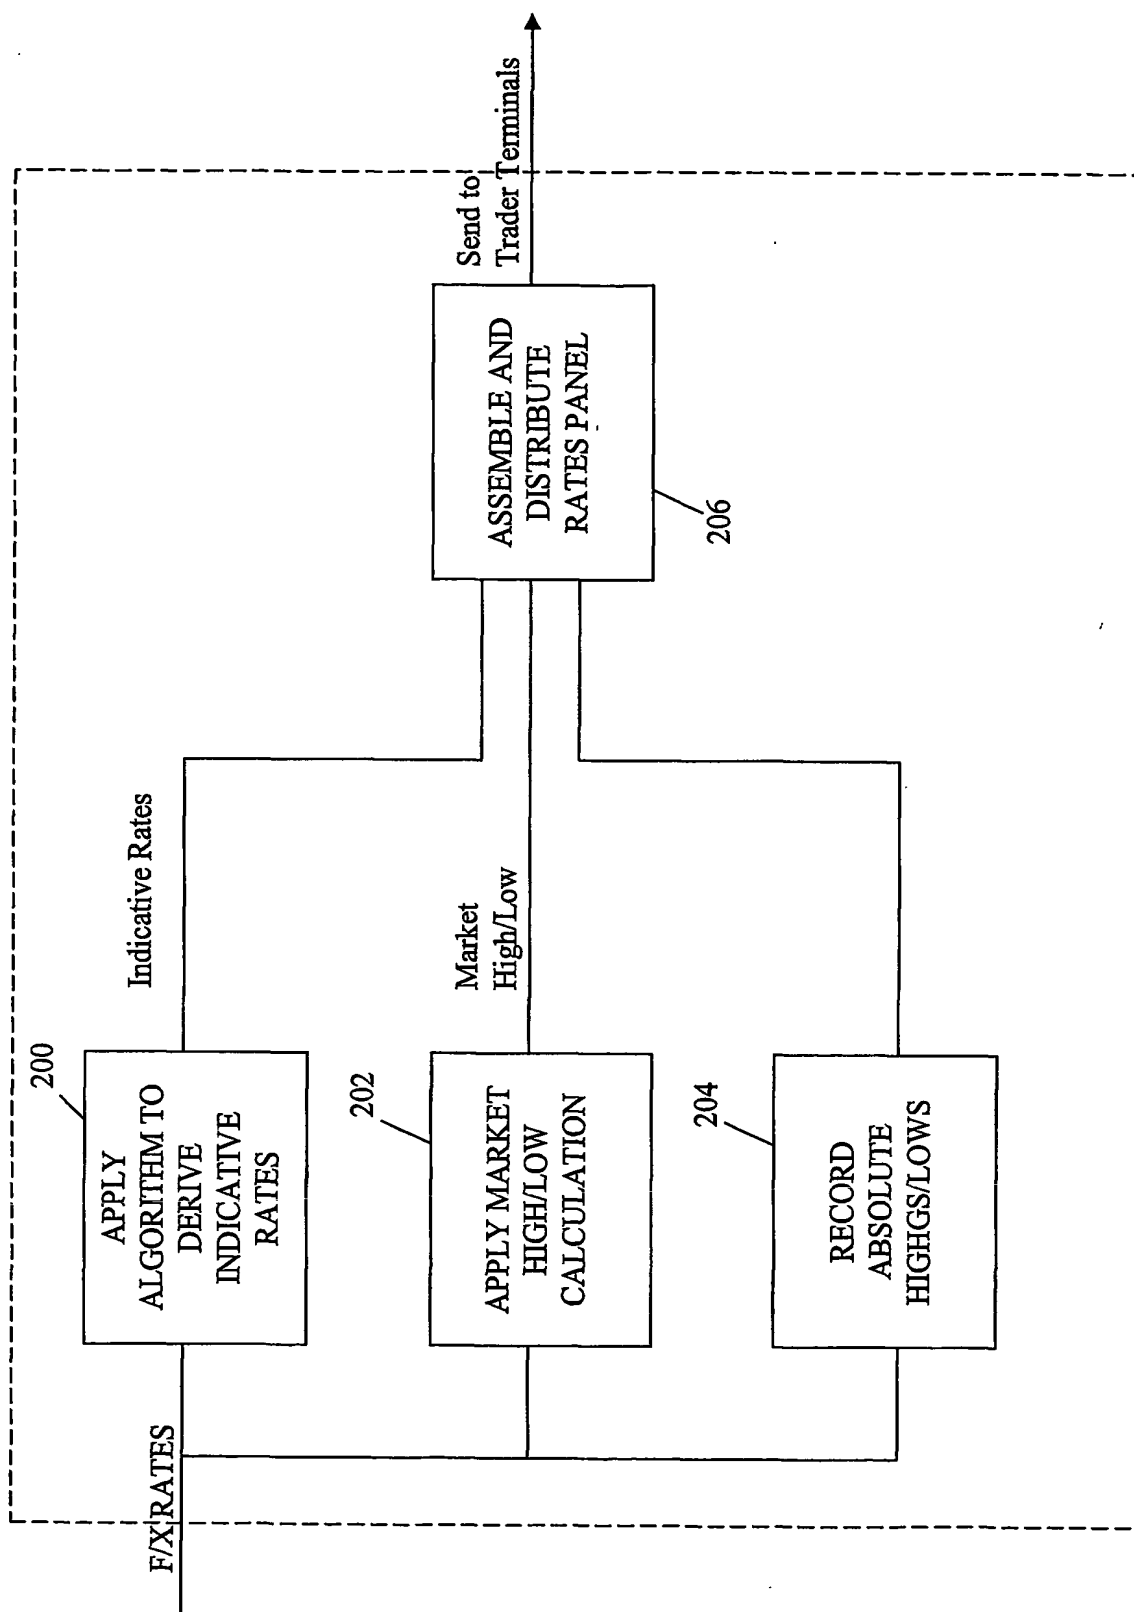 F/X RATES
200
APPLY
ALGORITHM TO
DERIVE
INDICATIVE
RATES
Indicative Rates
202
APPLY MARKET
HIGH/LOW
CALCULATION
Market
High/Low
204
RECORD
ABSOLUTE
HIGHGS/LOWS
ASSEMBLE AND
DISTRIBUTE
RATES PANEL
206
Send to
Trader Terminals